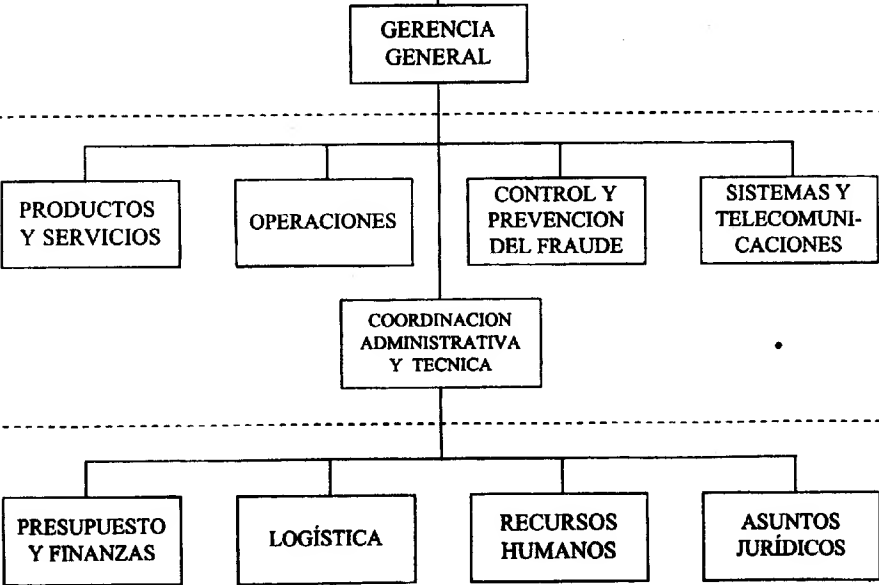 GERENCIA
GENERAL
PRODUCTOS
Y SERVICIOS
OPERACIONES
CONTROL Y
PREVENCION
DEL FRAUDE
SISTEMAS Y
TELECOMUNI-
CACIONES
COORDINACION
ADMINISTRATIVA
Y TECNICA
PRESUPUESTO
Y FINANZAS
LOGÍSTICA
RECURSOS
HUMANOS
ASUNTOS
JURÍDICOS